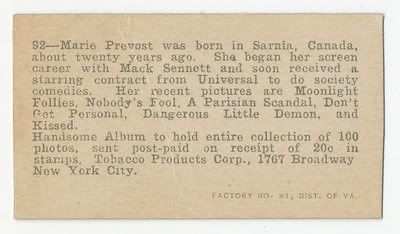 92—Marie Prevost was born in Sarnia, Canada,
about twenty years ago. She began her screen
career with Mack Sennett and soon received a
starring contract from Universal to do society
comedies. Her recent pictures are Moonlight
Follies, Nobody's Fool, A Parisian Scandal, Don't
Get Personal, Dangerous Little Demon, and
Kissed.
Handsome Album to hold entire collection of 100
photos, sent post-paid on receipt of 20c in
stamps, Tobacco Products Corp., 1767 Broadway
New York City.
FACTORY NO. 81, DIST. OF VA.